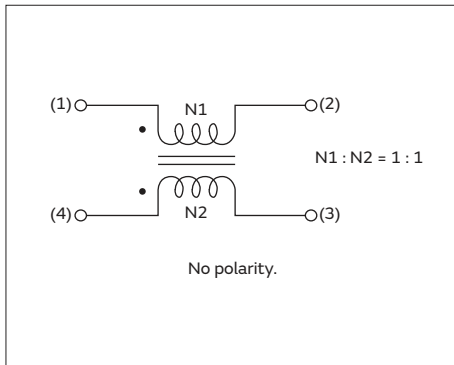 (1) N1 (2)
N1 : N2 = 1 : 1
(4) N2 (3)
No polarity.